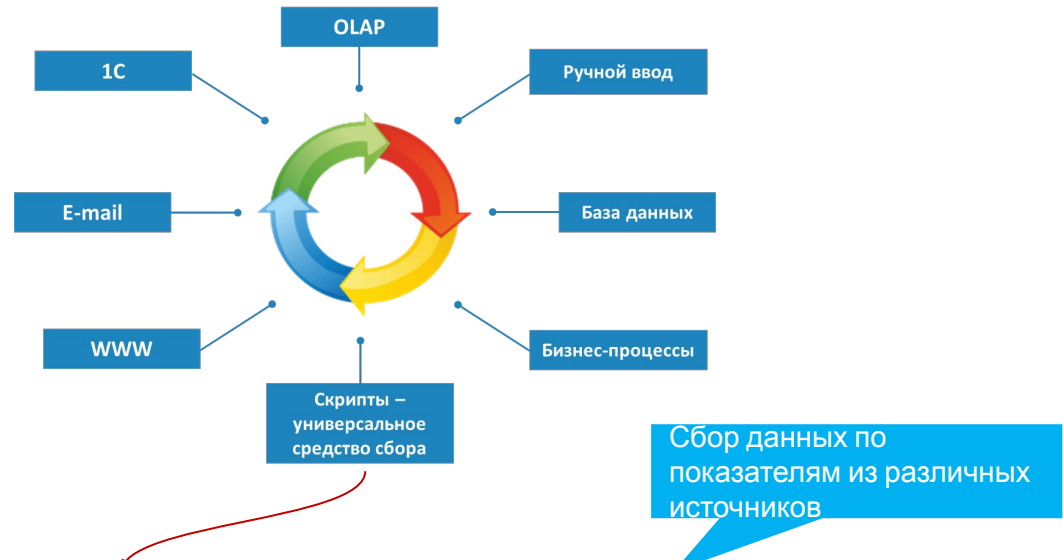 OLAP
1С
Ручной ввод
E-mail
База данных
WWW
Бизнес-процессы
Скрипты –
универсальное
средство сбора
Сбор данных по
показателям из различных
источников